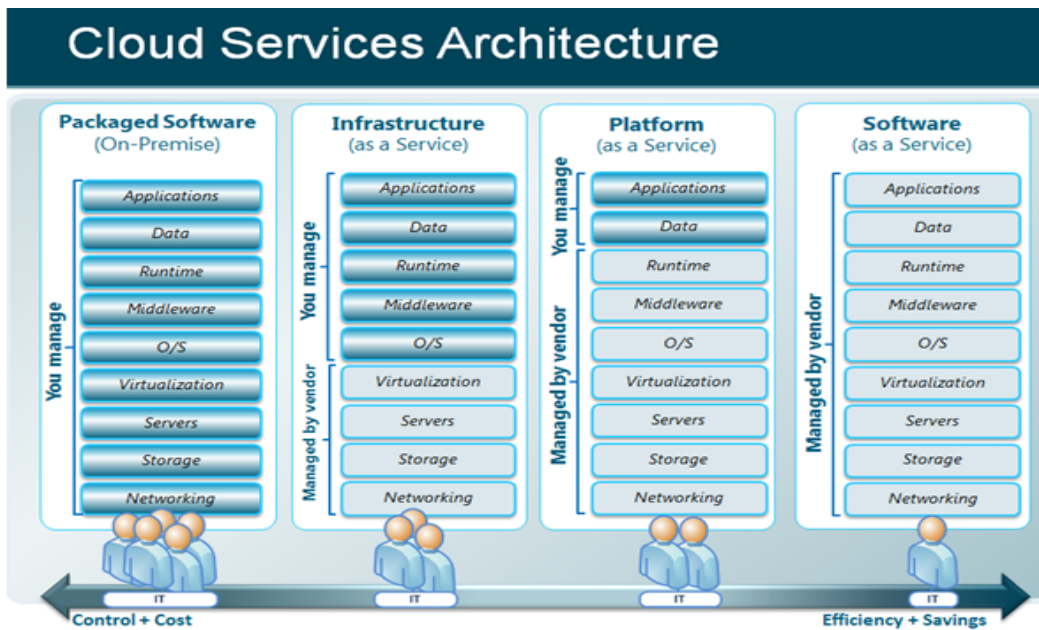 Cloud Services Architecture
Packaged Software
(On-Premise)
You manage
Applications
Data
Runtime
Middleware
O/S
Virtualization
Servers
Storage
Networking
IT
Infrastructure
(as a Service)
You manage
Managed by vendor
Applications
Data
Runtime
Middleware
O/S
Virtualization
Servers
Storage
Networking
IT
Platform
(as a Service)
You manage
Managed by vendor
Applications
Data
Runtime
Middleware
O/S
Virtualization
Servers
Storage
Networking
IT
Software
(as a Service)
Managed by vendor
Applications
Data
Runtime
Middleware
O/S
Virtualization
Servers
Storage
Networking
IT
Control + Cost
Efficiency + Savings